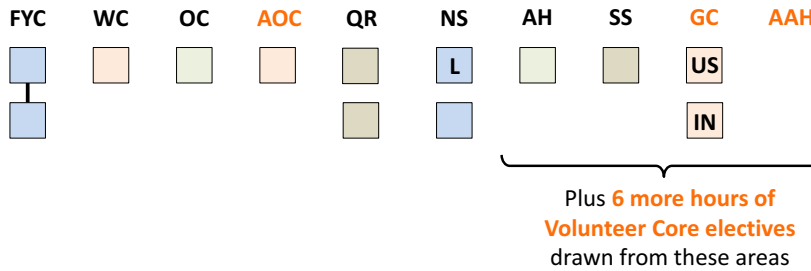 FYC WC OC AOC QR NS AH SS GC AAH
L US
IN
Plus 6 more hours of
Volunteer Core electives
drawn from these areas